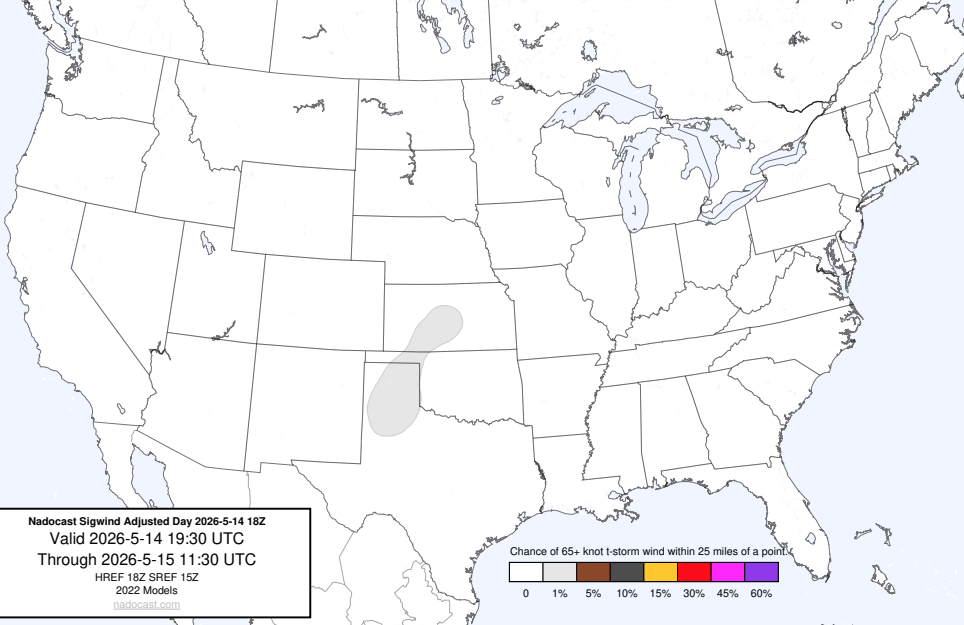 Nadocast Sigwind Adjusted Day 2026-5-14 18Z
Valid 2026-5-14 19:30 UTC
Through 2026-5-15 11:30 UTC
HREF 18Z SREF 15Z
2022 Models
nadocast.com
Chance of 65+ knot t-storm wind within 25 miles of a point.
0 1% 5% 10% 15% 30% 45% 60%